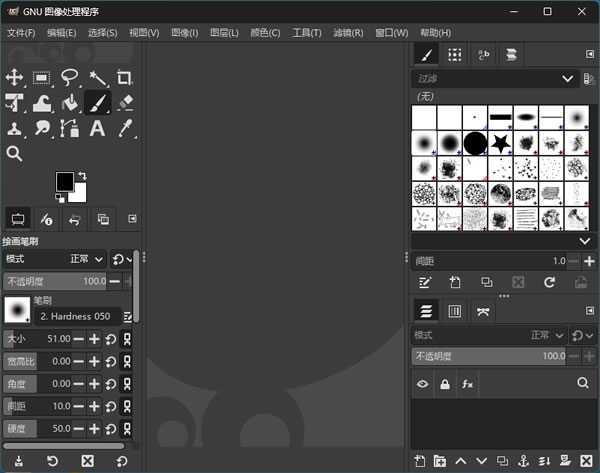 GNU 图像处理程序
文件(F) 编辑(E) 选择(S) 视图(V) 图像(I) 图层(L) 颜色(C) 工具(T) 滤镜(R) 窗口(W) 帮助(H)
过滤
(无)
间距 1.0
绘画笔刷
模式 正常
不透明度 100.0
笔刷
2. Hardness 050
大小 51.00
宽高比 0.00
角度 0.00
间距 10.0
硬度 50.0
模式 正常
不透明度 100.0